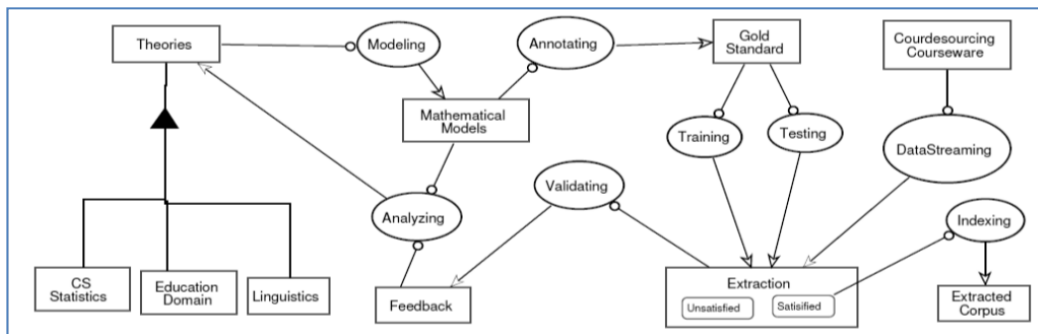 Theories
Modeling
Annotating
Gold
Standard
Courdesourcing
Courseware
Mathematical
Models
Training
Testing
DataStreaming
Validating
Analyzing
Indexing
CS
Statistics
Education
Domain
Linguistics
Feedback
Extraction
Unsatisfied
Satisified
Extracted
Corpus